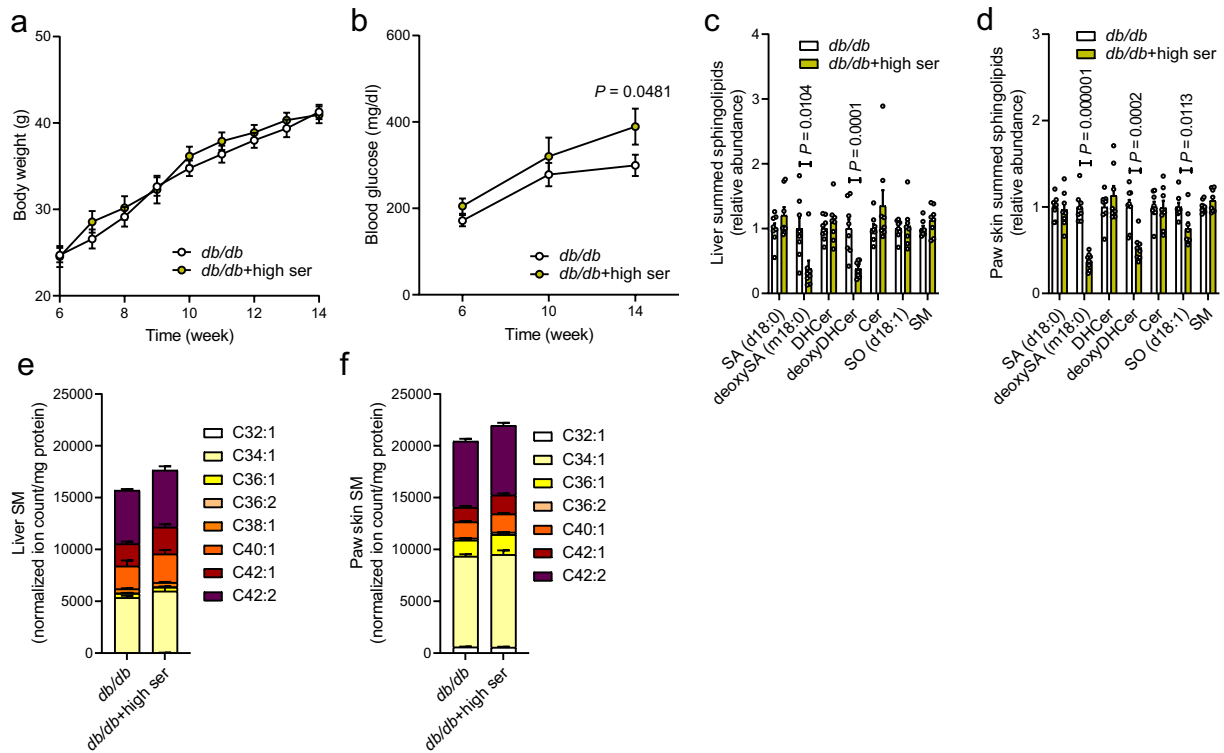 a
Body weight (g)
50
40
30
20
db/db
db/db+high ser
6
8
10
12
14
Time (week)
b
Blood glucose (mg/dl)
600
400
200
0
P = 0.0481
db/db
db/db+high ser
6
10
14
Time (week)
c
Liver summed sphingolipids
(relative abundance)
4
3
2
1
0
db/db
db/db+high ser
P = 0.0104
P = 0.0001
SA (d18:0)
deoxySA (m18:0)
DHCer
deoxyDHCer
Cer
SO (d18:1)
SM
d
Paw skin summed sphingolipids
(relative abundance)
3
2
1
0
db/db
db/db+high ser
P = 0.000001
P = 0.0002
P = 0.0113
SA (d18:0)
deoxySA (m18:0)
DHCer
deoxyDHCer
Cer
SO (d18:1)
SM
e
Liver SM
(normalized ion count/mg protein)
25000
20000
15000
10000
5000
0
db/db
db/db+high ser
C32:1
C34:1
C36:1
C36:2
C38:1
C40:1
C42:1
C42:2
f
Paw skin SM
(normalized ion count/mg protein)
25000
20000
15000
10000
5000
0
db/db
db/db+high ser
C32:1
C34:1
C36:1
C36:2
C40:1
C42:1
C42:2